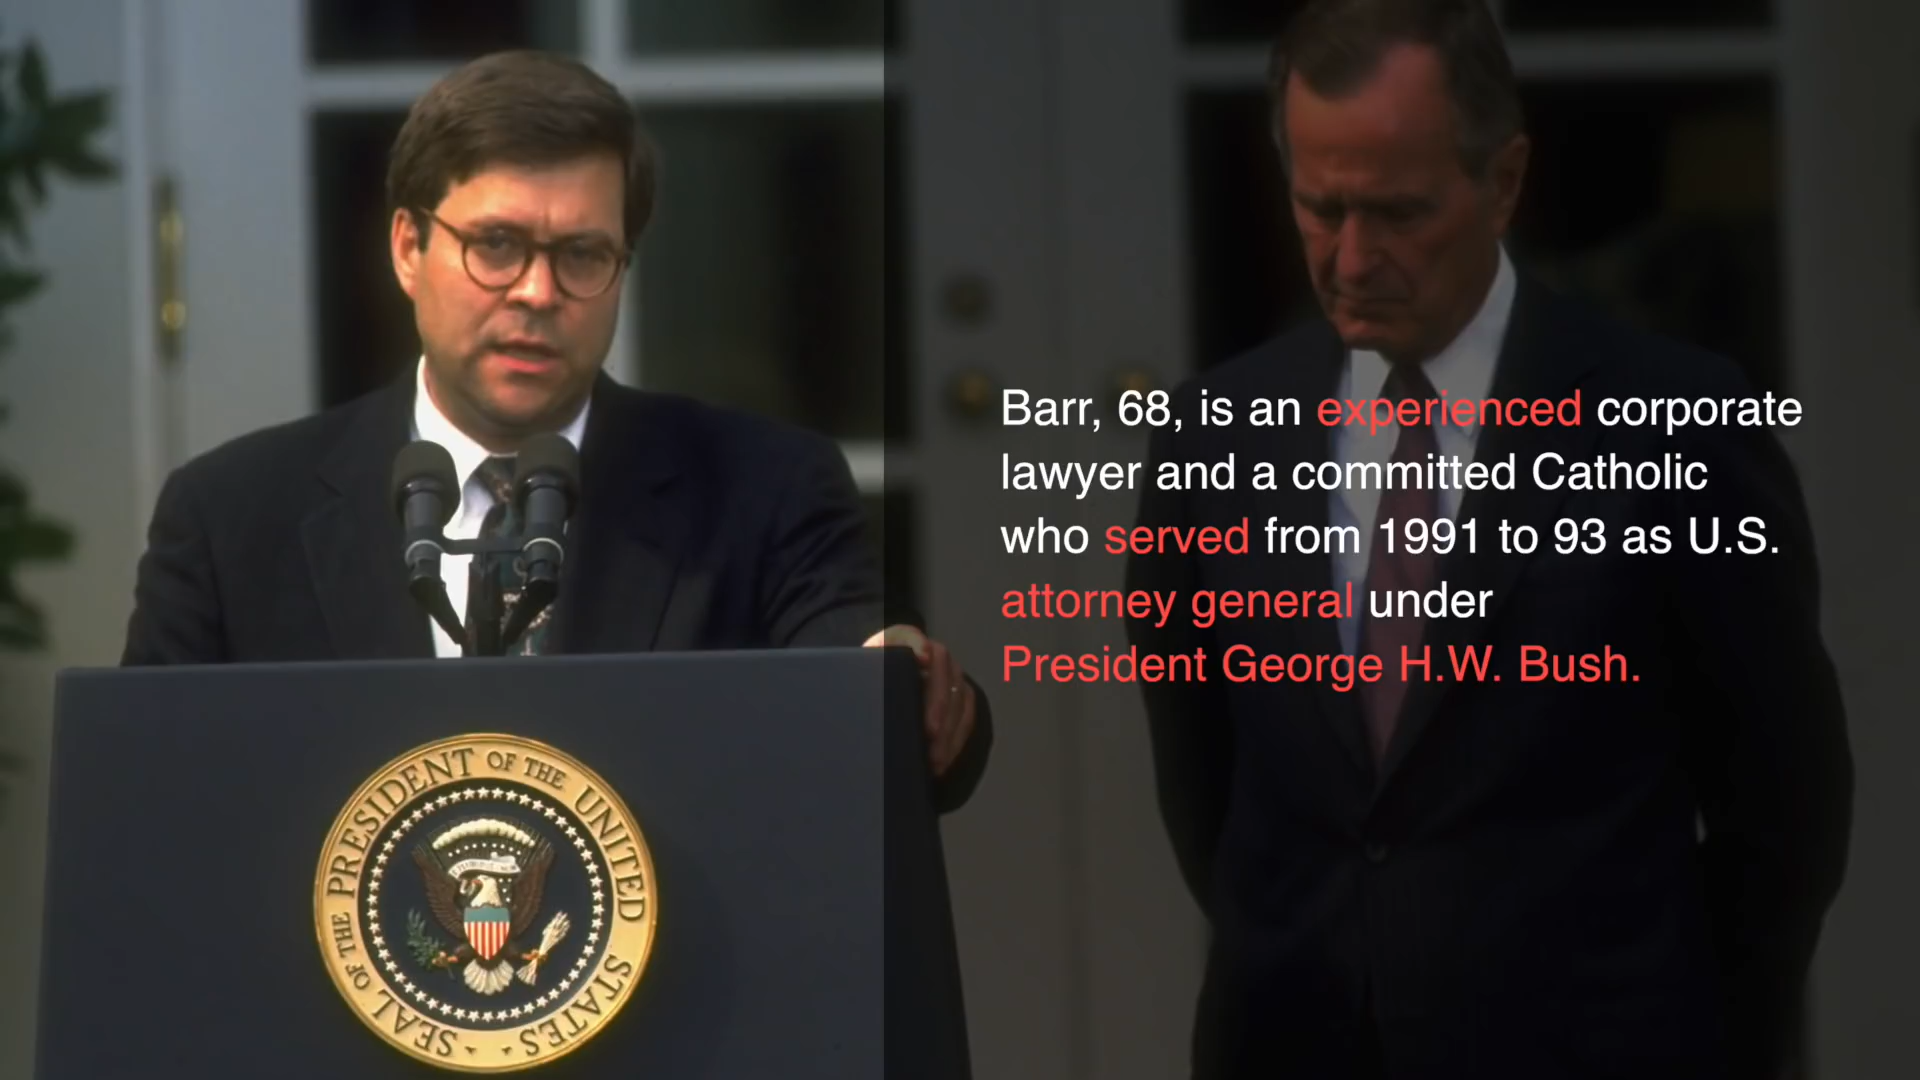 Barr, 68, is an experienced corporate
lawyer and a committed Catholic
who served from 1991 to 93 as U.S.
attorney general under
President George H.W. Bush.
SEAL OF THE PRESIDENT OF THE UNITED STATES